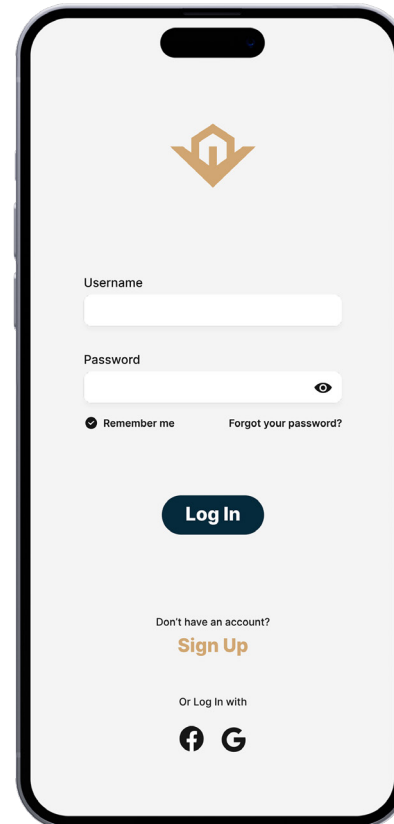 Username
Password
Remember me Forgot your password?
Log In
Don't have an account?
Sign Up
Or Log In with